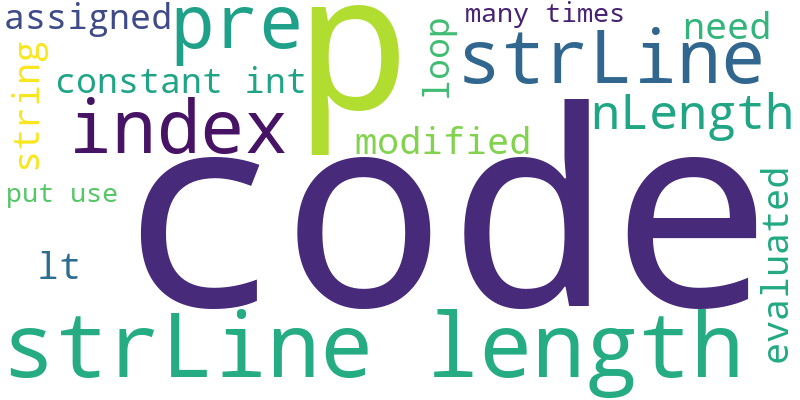 assigned
pre
p
many times
string
constant int
loop
strLine
need
index
modified
nLength
code
put use
evaluated
lt
strLine length